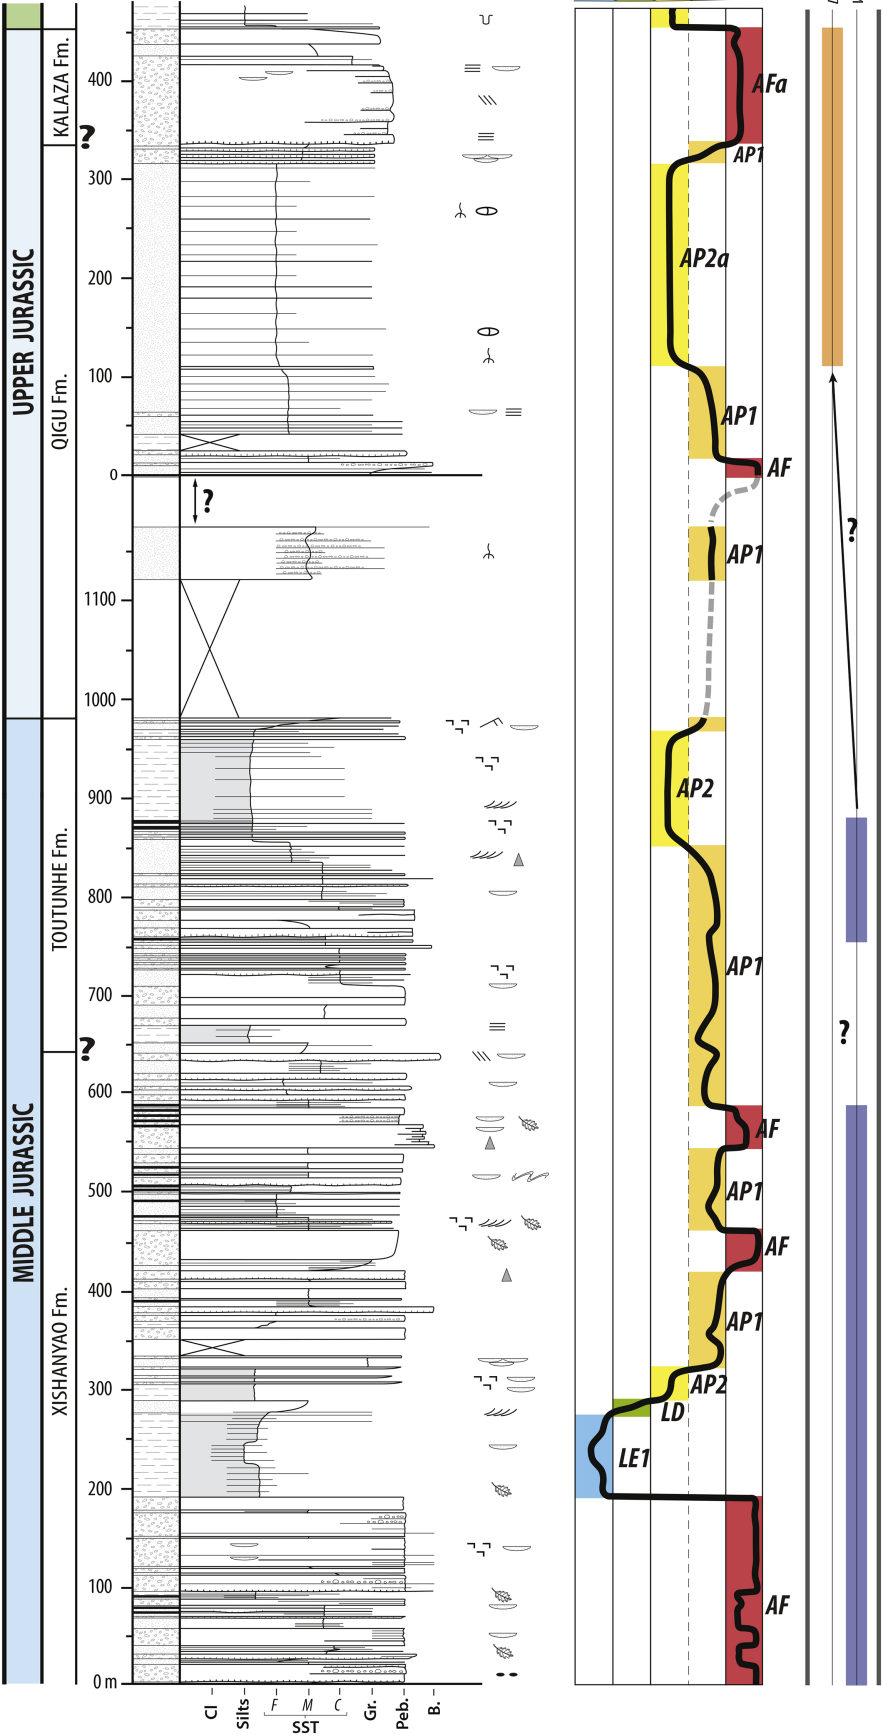 UPPER JURASSIC
MIDDLE JURASSIC
KALAZA Fm.
?
QIGU Fm.
TOUTUNHE Fm.
?
XISHANYAO Fm.
400
300
200
100
0
?
1100
1000
900
800
700
600
500
400
300
200
100
0 m
Cl
Silts
F
M
C
SST
Gr.
Peb.
B.
AFa
AP1
AP2a
AP1
AF
AP1
AP2
AP1
AF
AP1
AF
AP1
AP2
LD
LE1
AF
?
?